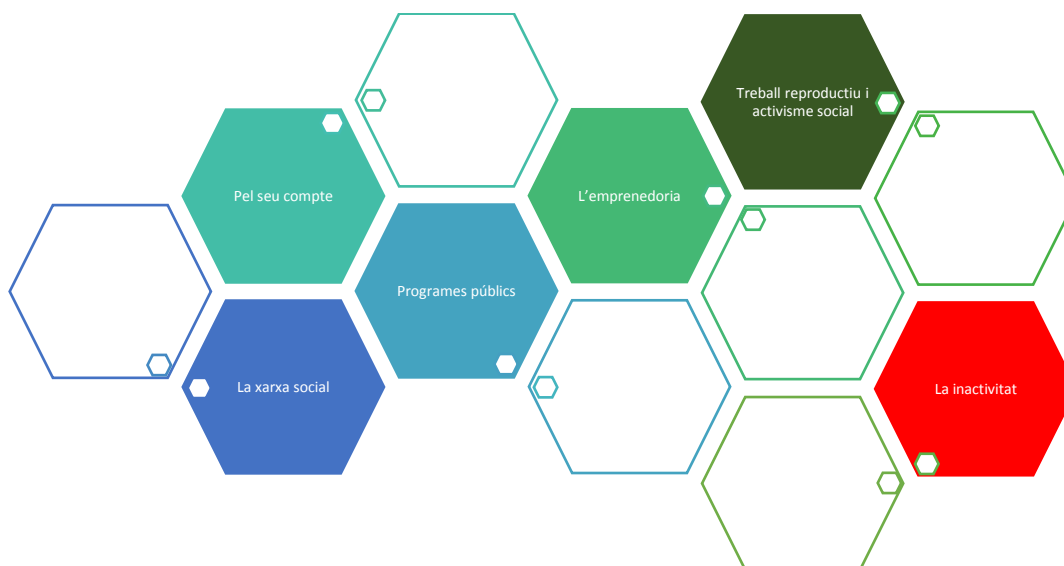 Treball reproductiu i
activisme social
Pel seu compte
L'emprenedoria
Programes públics
La xarxa social
La inactivitat